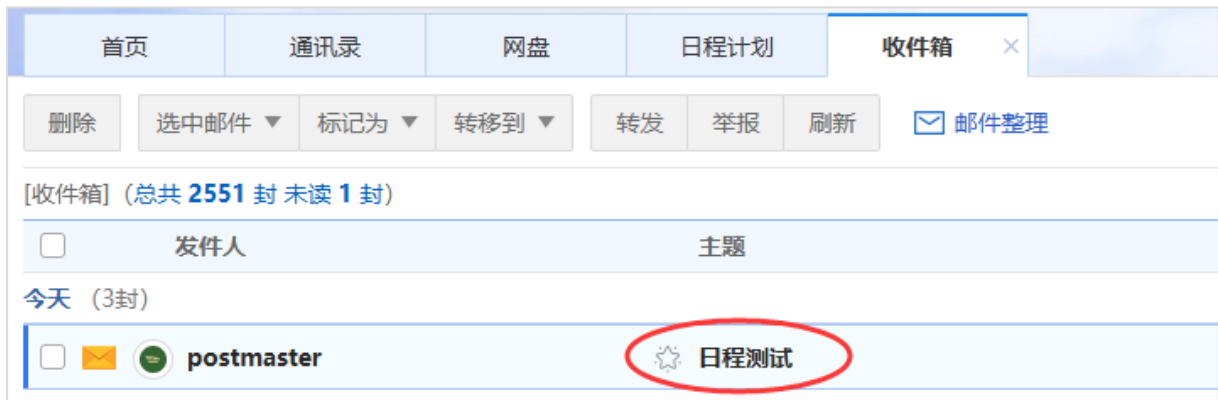 首页 通讯录 网盘 日程计划 收件箱
删除 选中邮件 标记为 转移到 转发 举报 刷新 邮件整理
[收件箱]（总共 2551 封 未读 1 封）
发件人 主题
今天 （3封）
postmaster 日程测试